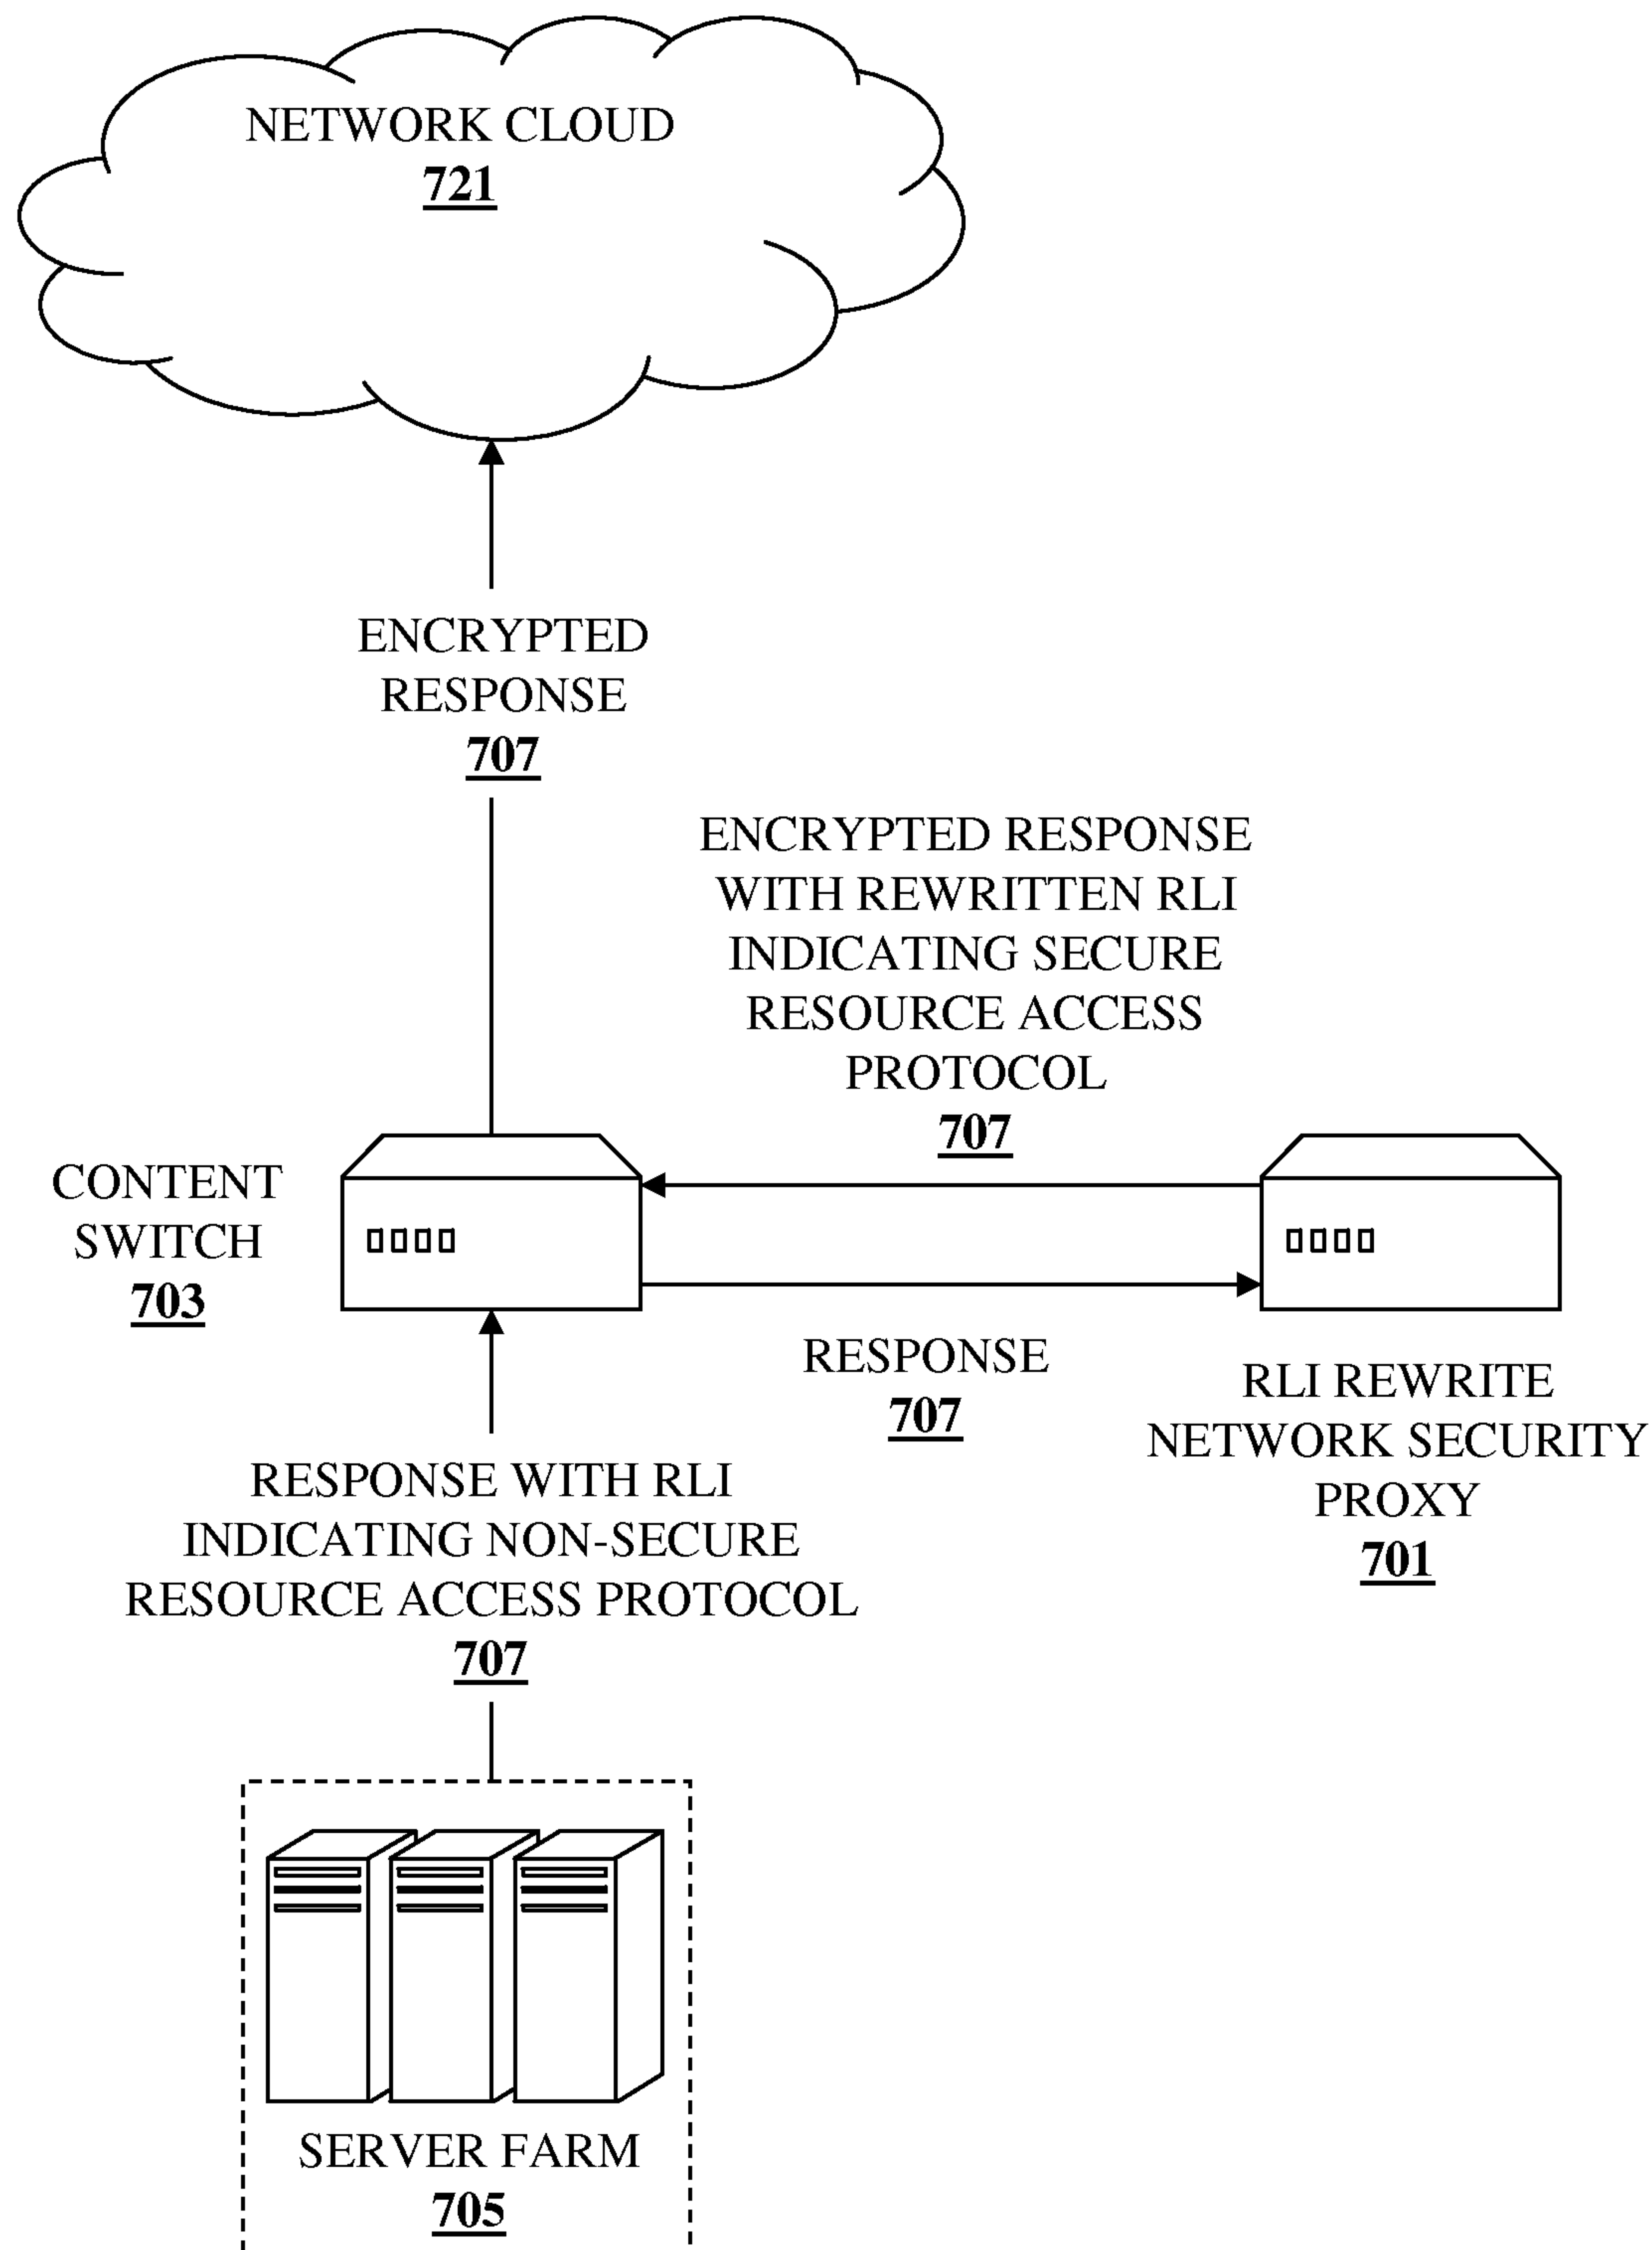 NETWORK CLOUD
721
ENCRYPTED
RESPONSE
707
ENCRYPTED RESPONSE
WITH REWRITTEN RLI
INDICATING SECURE
RESOURCE ACCESS
PROTOCOL
707
CONTENT
SWITCH
703
RESPONSE
707
RLI REWRITE
NETWORK SECURITY
PROXY
701
RESPONSE WITH RLI
INDICATING NON-SECURE
RESOURCE ACCESS PROTOCOL
707
SERVER FARM
705